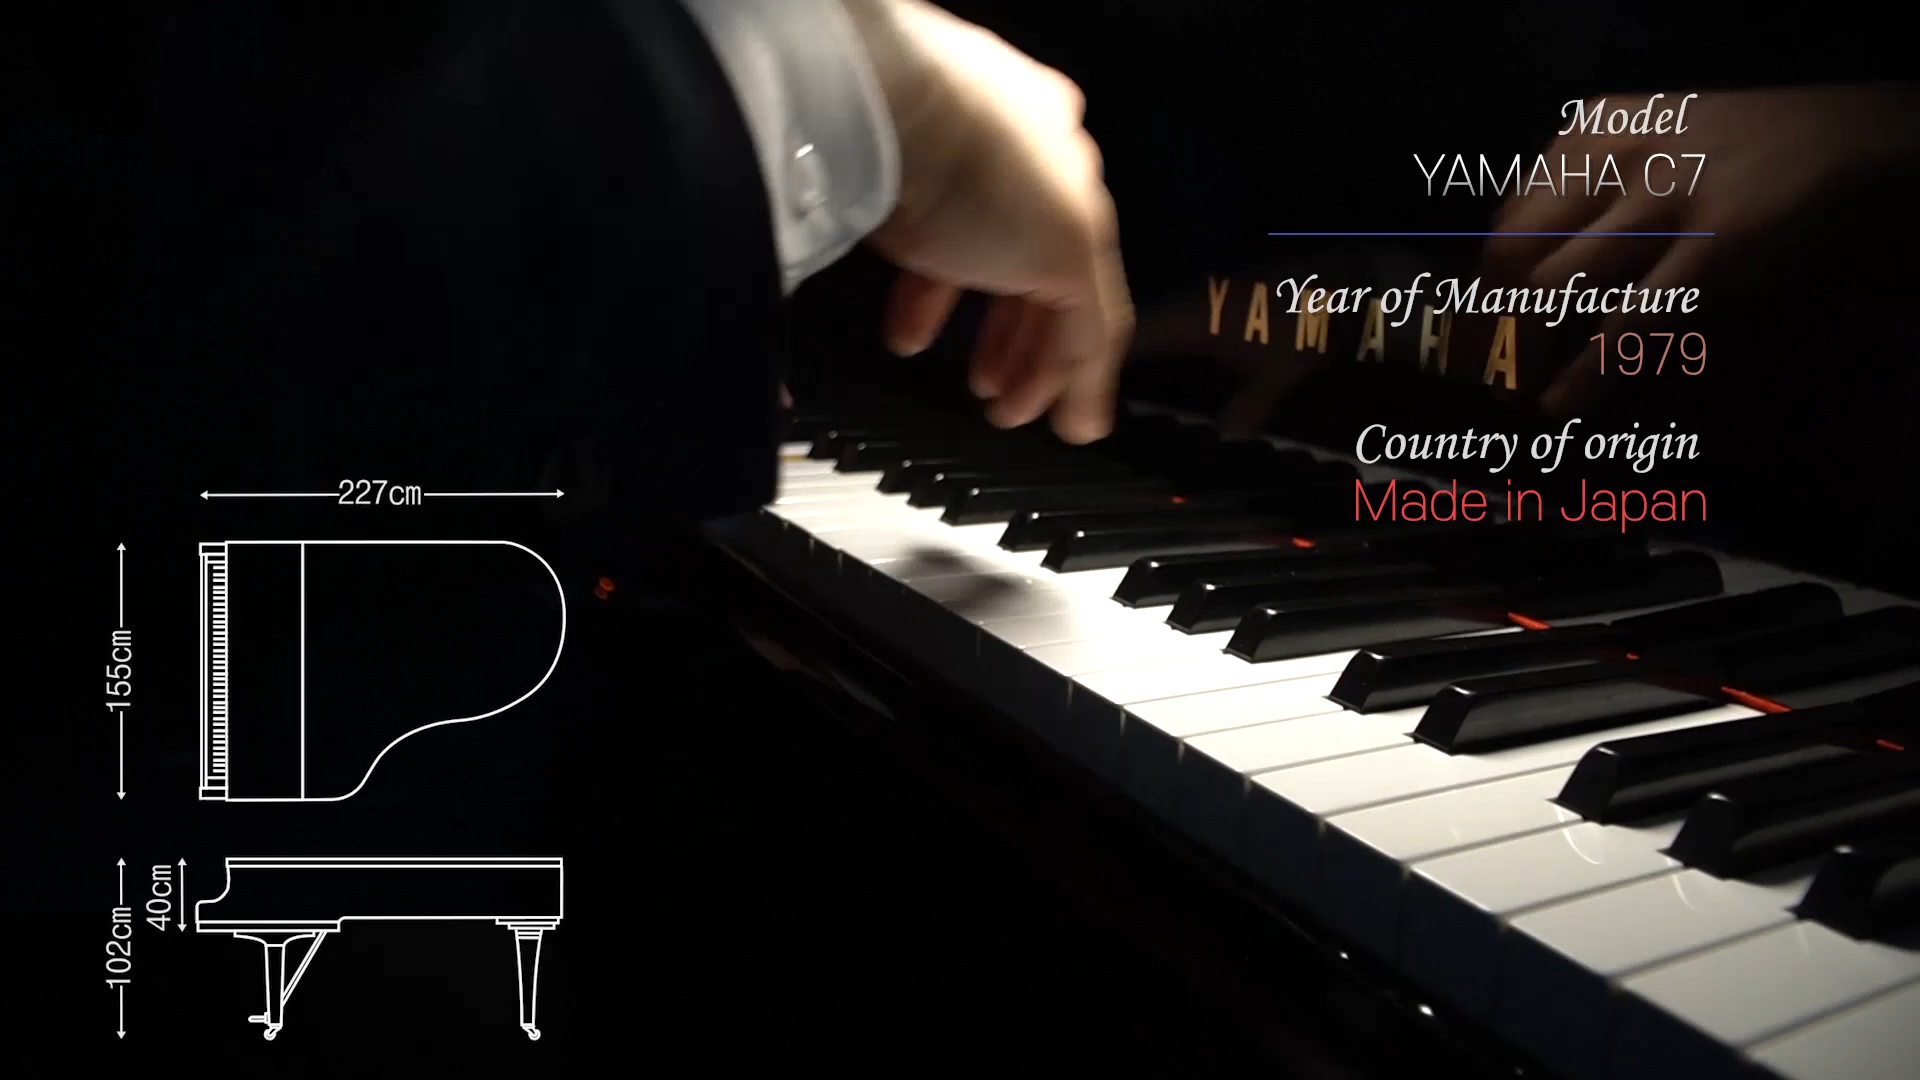 Model
YAMAHA C7
Year of Manufacture
YAMAHA
1979
Country of origin
Made in Japan
227cm
155cm
40cm
102cm